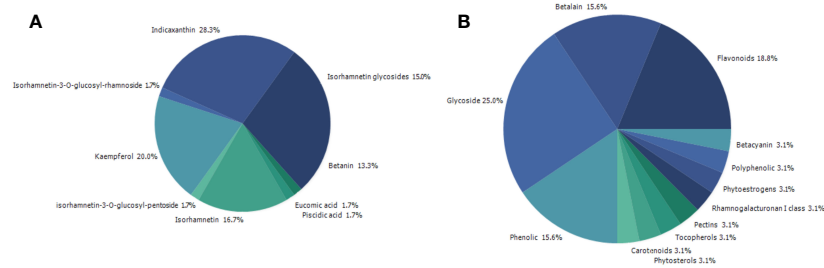 A
Indicaxanthin 28.3%
Isorhamnetin glycosides 15.0%
Isorhamnetin-3-O-glucosyl-rhamnoside 1.7%
Kaempferol 20.0%
Betanin 13.3%
isorhamnetin-3-O-glucosyl-pentoside 1.7%
Eucomic acid 1.7%
Piscidic acid 1.7%
Isorhamnetin 16.7%
B
Betalain 15.6%
Flavonoids 18.8%
Glycoside 25.0%
Betacyanin 3.1%
Polyphenolic 3.1%
Phytoestrogens 3.1%
Rhamnogalacturonan I class 3.1%
Pectins 3.1%
Phenolic 15.6%
Tocopherols 3.1%
Carotenoids 3.1%
Phytosterols 3.1%